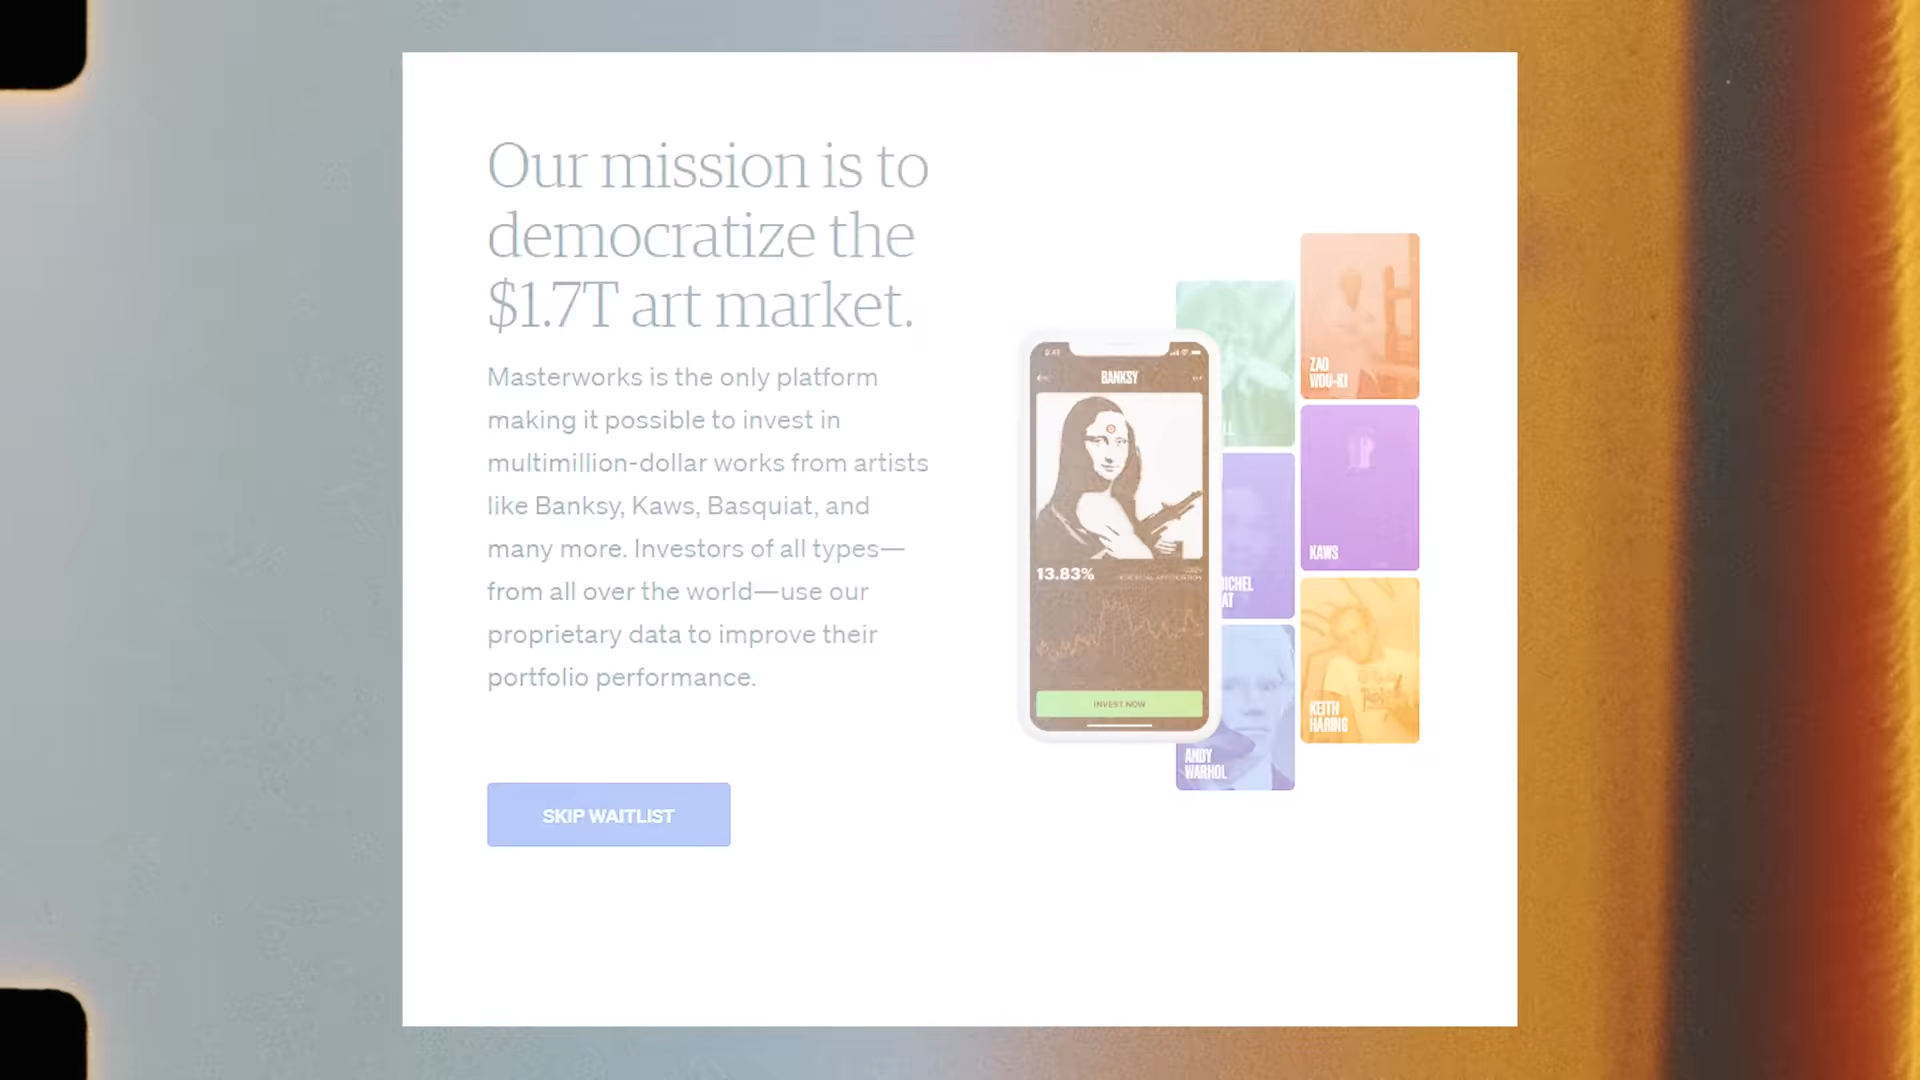 Our mission is to
democratize the
$1.7T art market.
Masterworks is the only platform
making it possible to invest in
multimillion-dollar works from artists
like Banksy, Kaws, Basquiat, and
many more. Investors of all types—
from all over the world—use our
proprietary data to improve their
portfolio performance.
SKIP WAITLIST
9:41
BANKSY
13.83%
INVEST NOW
ZAO
WOU-KI
KAWS
KEITH
HARING
ANDY
WARHOL